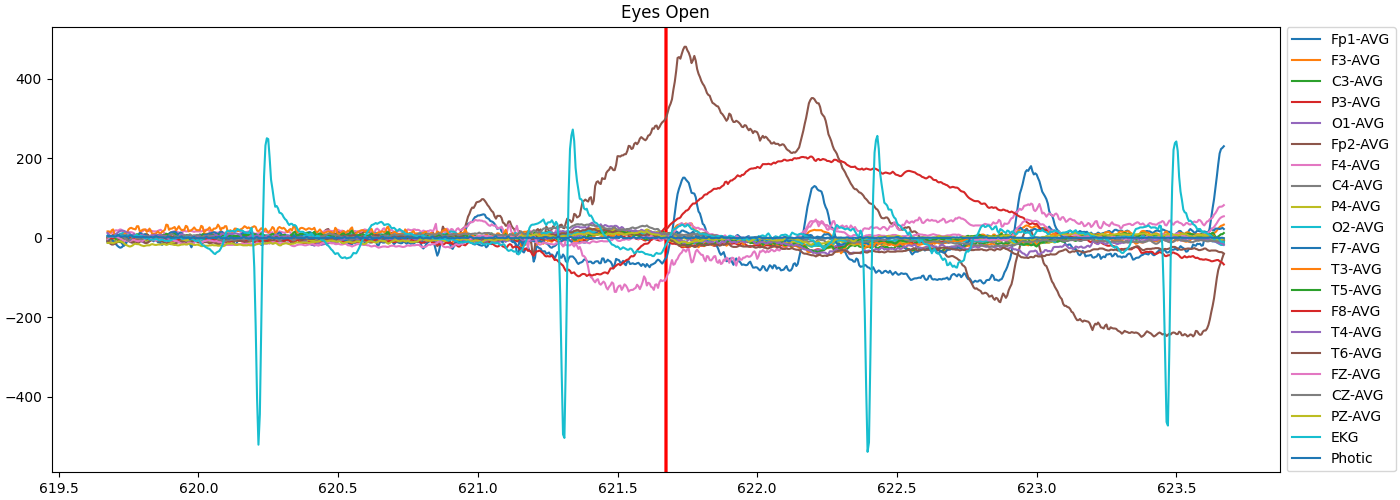 Eyes Open
400
200
0
−200
−400
619.5 620.0 620.5 621.0 621.5 622.0 622.5 623.0 623.5
Fp1-AVG
F3-AVG
C3-AVG
P3-AVG
O1-AVG
Fp2-AVG
F4-AVG
C4-AVG
P4-AVG
O2-AVG
F7-AVG
T3-AVG
T5-AVG
F8-AVG
T4-AVG
T6-AVG
FZ-AVG
CZ-AVG
PZ-AVG
EKG
Photic